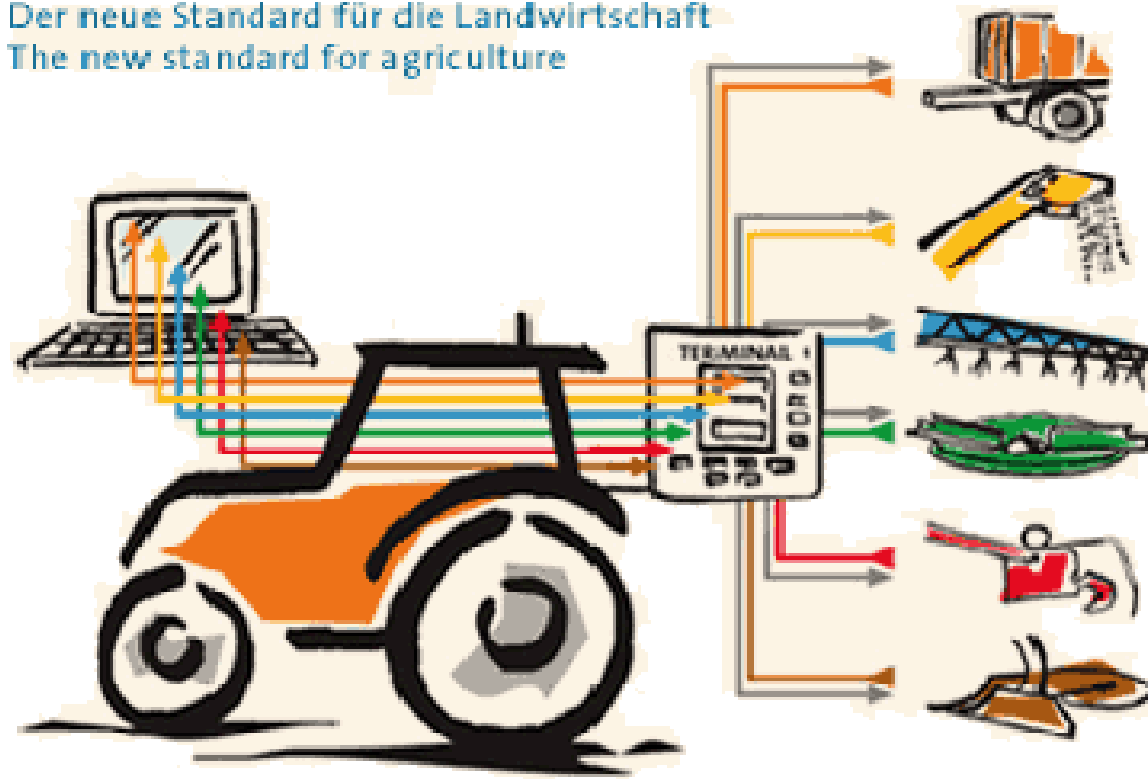 Der neue Standard für die Landwirtschaft
The new standard for agriculture
TERMINAL